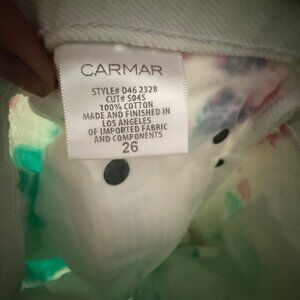 CARMAR
STYLE# D46 2328
CUT# S045
100% COTTON
MADE AND FINISHED IN
LOS ANGELES
OF IMPORTED FABRIC
AND COMPONENTS
26